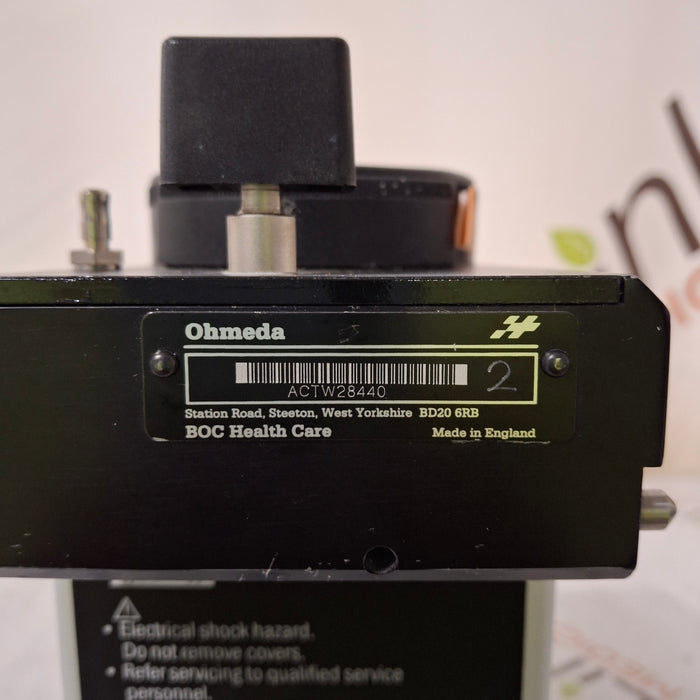 Ohmeda
ACTW28440
2
Station Road, Steeton, West Yorkshire BD20 6RB
BOC Health Care
Made in England
• Electrical shock hazard.
Do not remove covers.
• Refer servicing to qualified service
personnel.